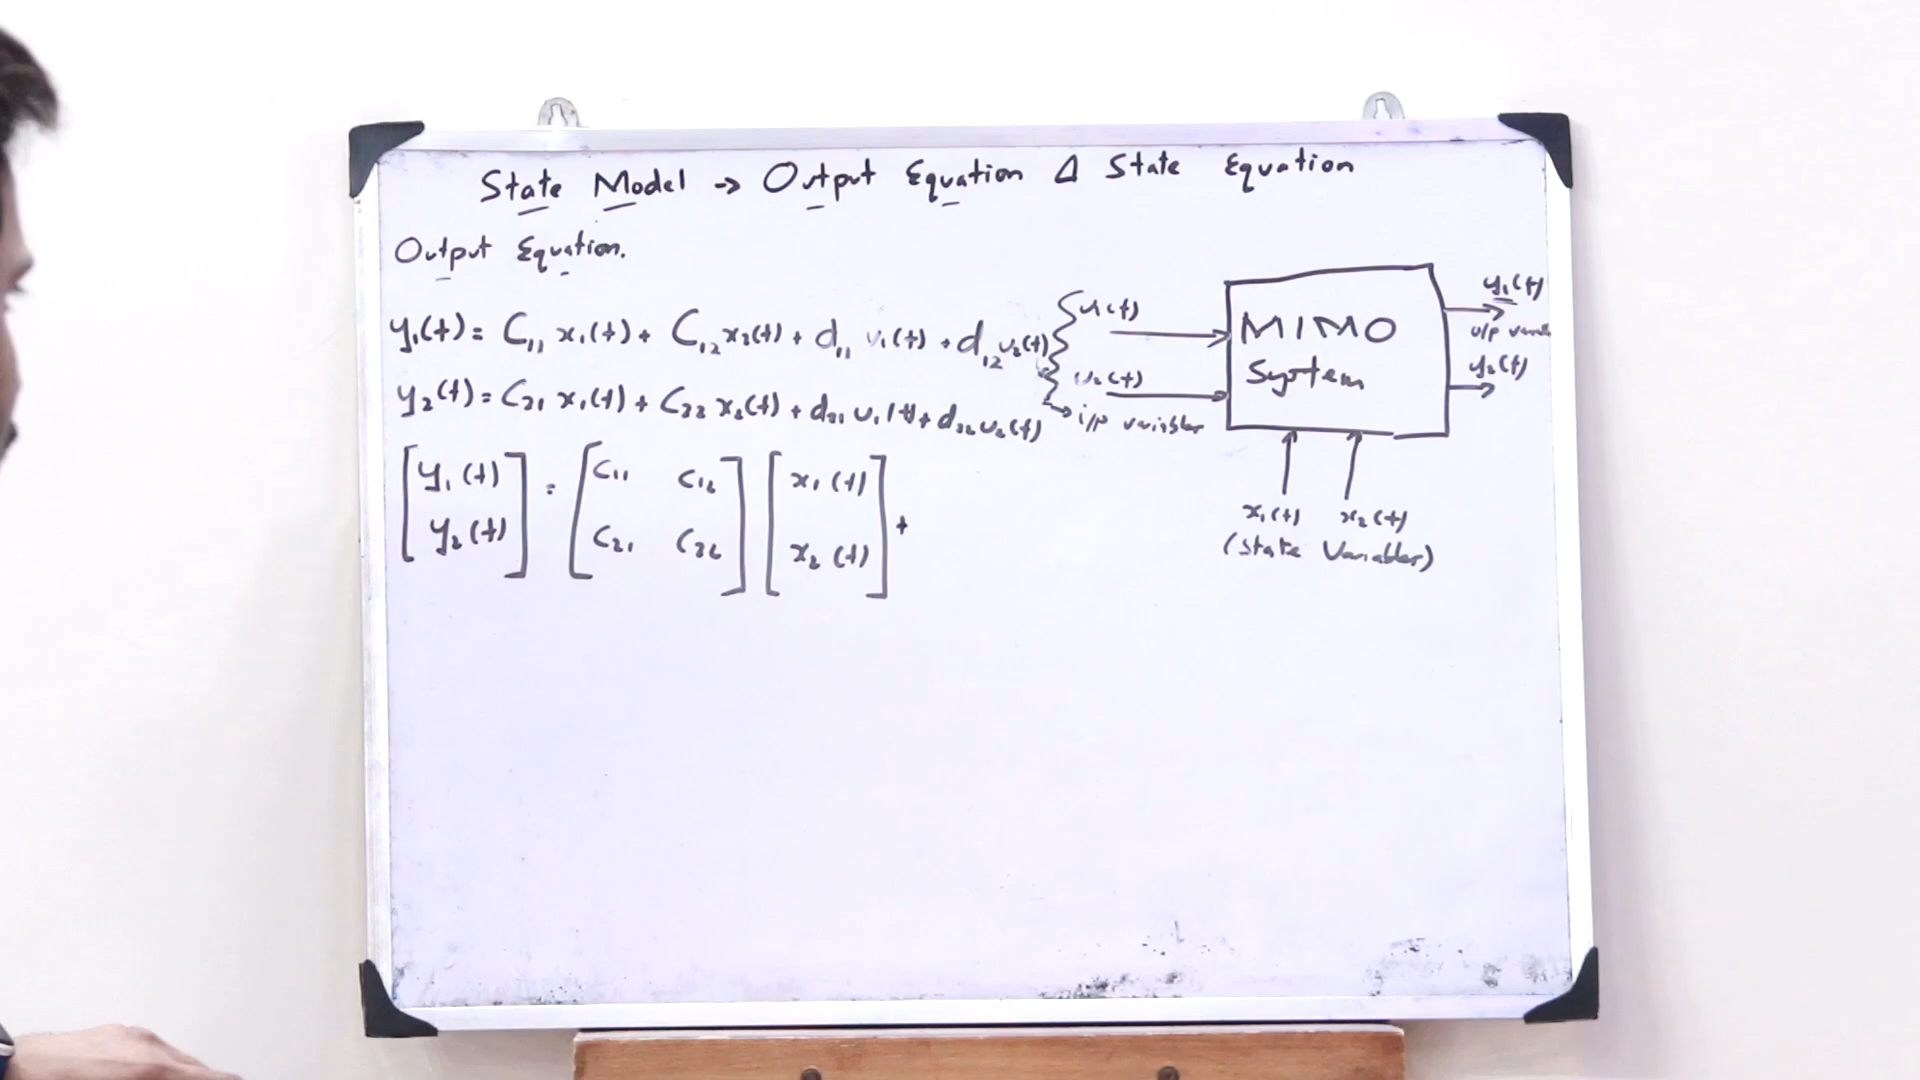 State Model → Output Equation & State Equation
Output Equation.
y₁(t) = C₁₁ x₁(t) + C₁₂ x₂(t) + d₁₁ u₁(t) + d₁₂ u₂(t)
y₂(t) = C₂₁ x₁(t) + C₂₂ x₂(t) + d₂₁ u₁(t) + d₂₂ u₂(t)
[y₁(t) = [C₁₁ C₁₂ [x₁(t) +
y₂(t)] C₂₁ C₂₂] x₂(t)]
u₁(t)
u₂(t)
i/p variables
MIMO
System
y₁(t)
o/p
y₂(t)
x₁(t) x₂(t)
(State Variables)